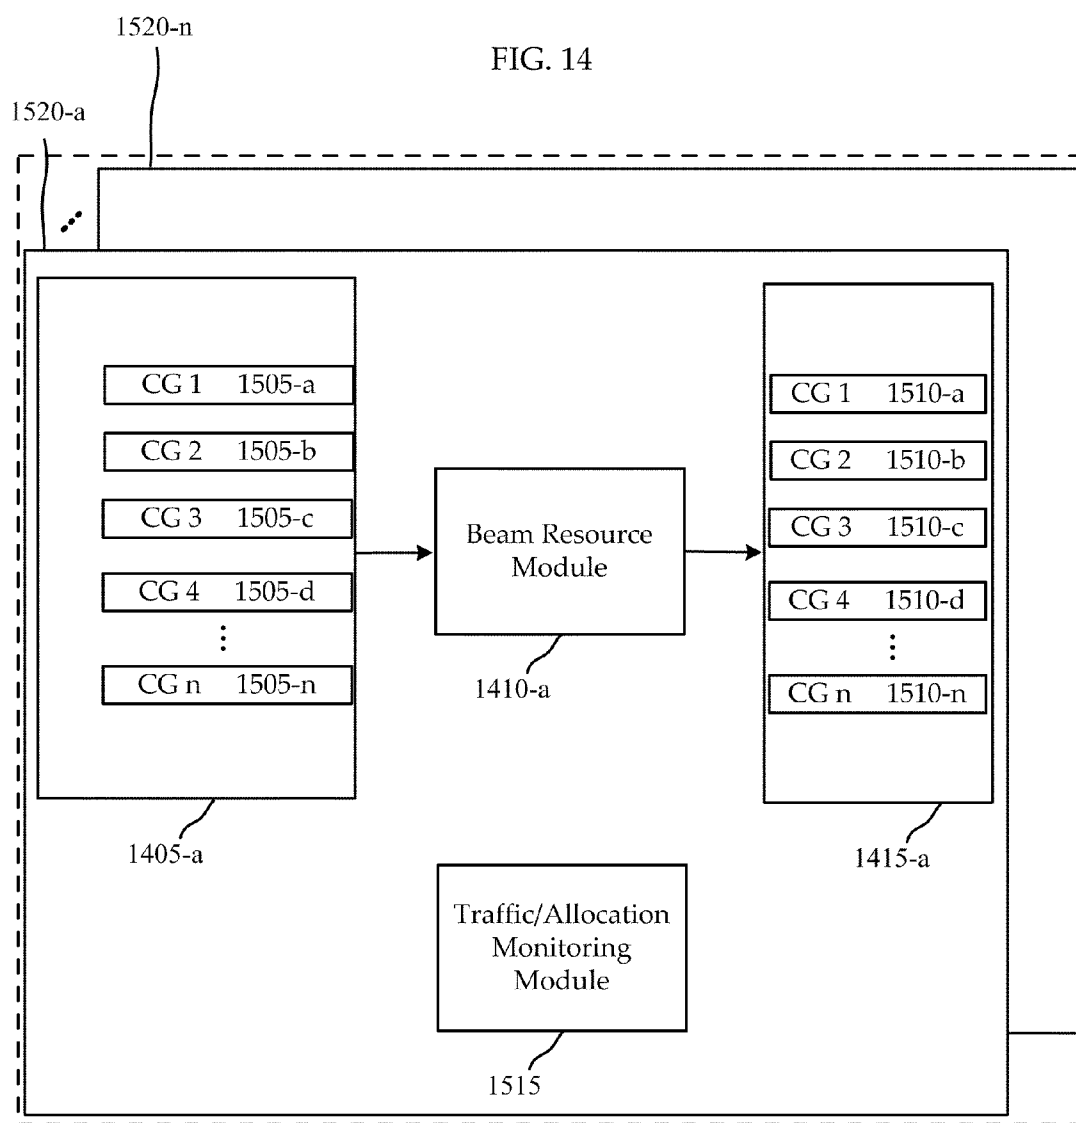 1520-n
FIG. 14
1520-a
CG 1 1505-a
CG 2 1505-b
CG 3 1505-c
CG 4 1505-d
CG n 1505-n
Beam Resource
Module
1410-a
CG 1 1510-a
CG 2 1510-b
CG 3 1510-c
CG 4 1510-d
CG n 1510-n
1405-a
1415-a
Traffic/Allocation
Monitoring
Module
1515